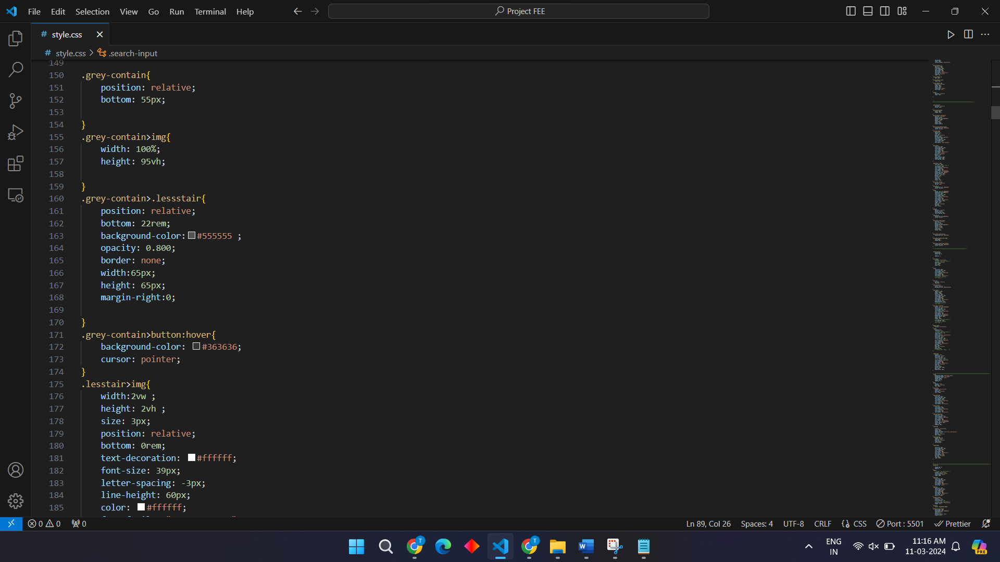 File Edit Selection View Go Run Terminal Help
Project FEE
# style.css
# style.css > .search-input
149
150 .grey-contain{
151 position: relative;
152 bottom: 55px;
153
154 }
155 .grey-contain>img{
156 width: 100%;
157 height: 95vh;
158
159 }
160 .grey-contain>.lessstair{
161 position: relative;
162 bottom: 22rem;
163 background-color: #555555 ;
164 opacity: 0.800;
165 border: none;
166 width:65px;
167 height: 65px;
168 margin-right:0;
169
170 }
171 .grey-contain>button:hover{
172 background-color: #363636;
173 cursor: pointer;
174 }
175 .lesstair>img{
176 width:2vw ;
177 height: 2vh ;
178 size: 3px;
179 position: relative;
180 bottom: 0rem;
181 text-decoration: #ffffff;
182 font-size: 39px;
183 letter-spacing: -3px;
184 line-height: 60px;
185 color: #ffffff;
0 0 0 Ln 89, Col 26 Spaces: 4 UTF-8 CRLF CSS Port : 5501 Prettier
T T W ENG IN 11:16 AM 11-03-2024 PRE